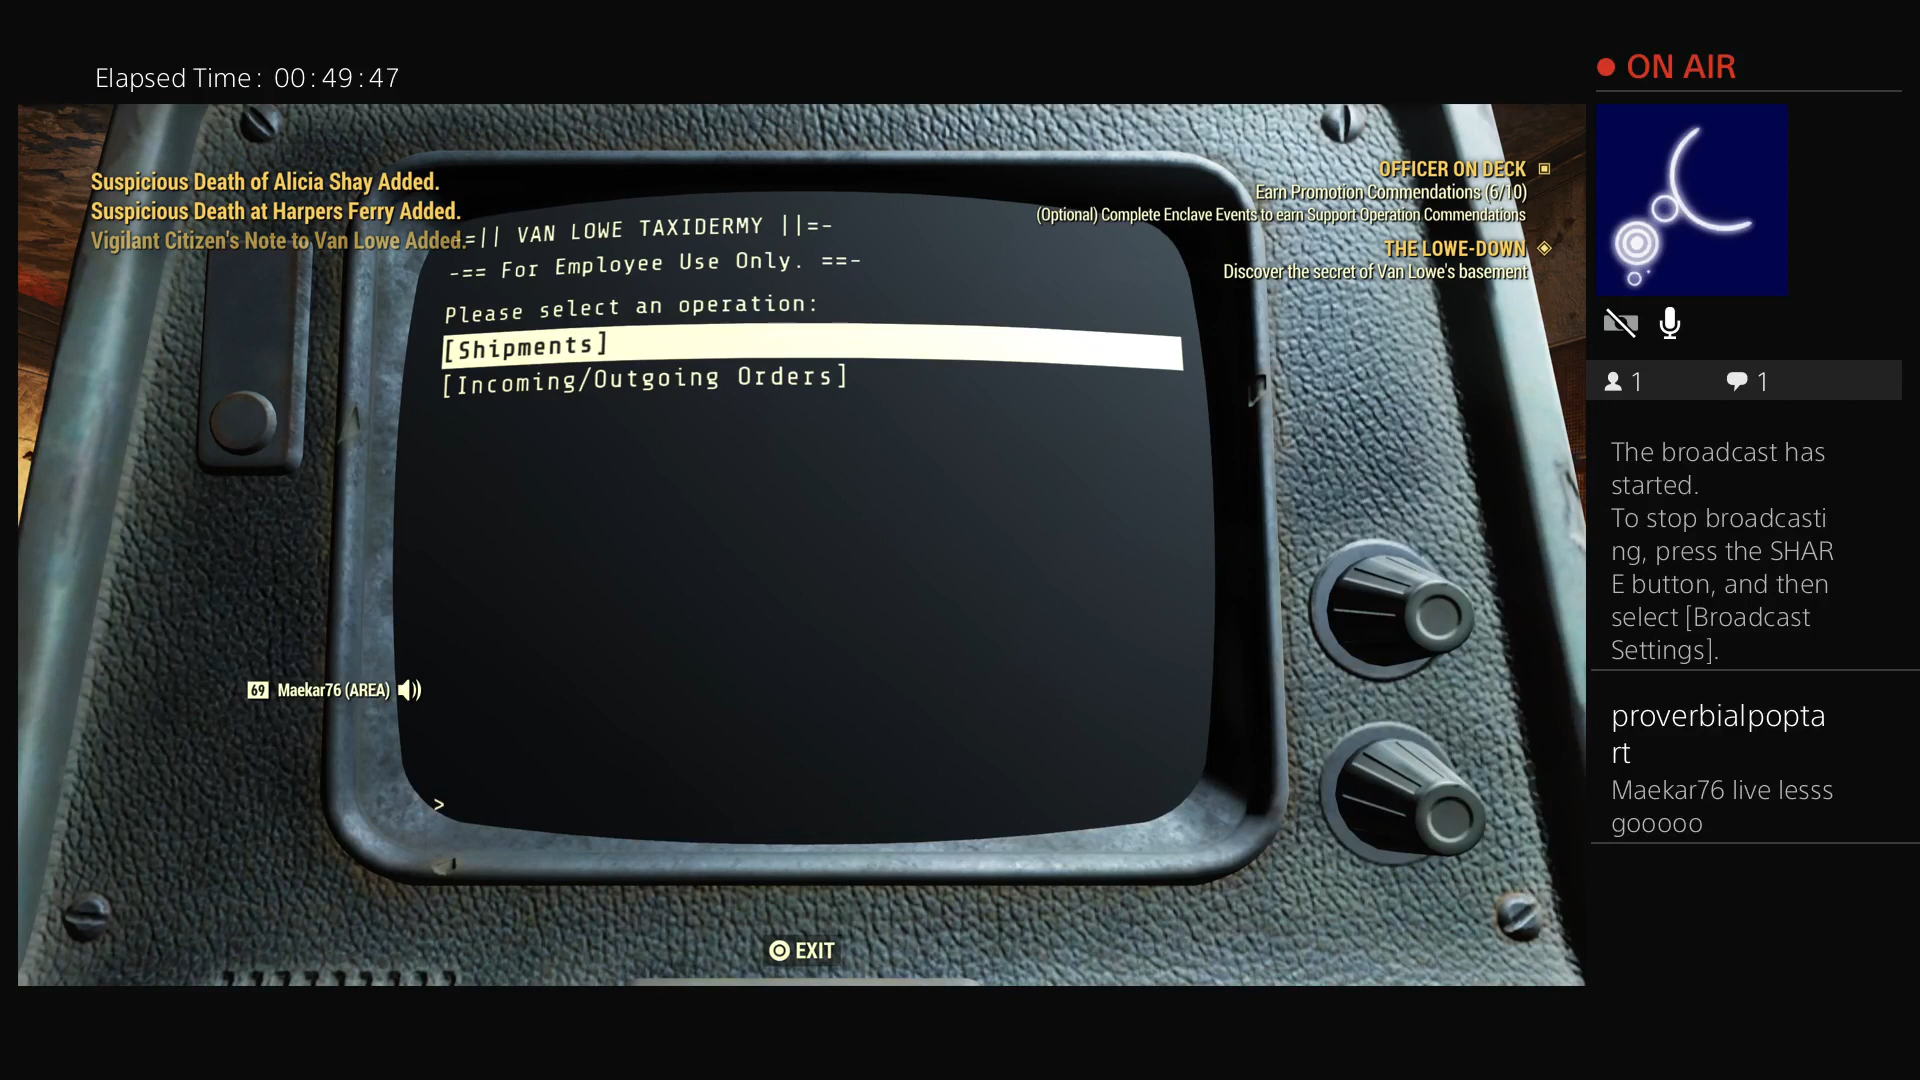 Elapsed Time: 00:49:47
ON AIR
Suspicious Death of Alicia Shay Added.
Suspicious Death at Harpers Ferry Added.
Vigilant Citizen's Note to Van Lowe Added.
OFFICER ON DECK
Earn Promotion Commendations (6/10)
(Optional) Complete Enclave Events to earn Support Operation Commendations
THE LOWE-DOWN
Discover the secret of Van Lowe's basement
=|| VAN LOWE TAXIDERMY ||=-
-== For Employee Use Only. ==-
Please select an operation:
[Shipments]
[Incoming/Outgoing Orders]
69 Maekar76 (AREA)
>
EXIT
1 1
The broadcast has
started.
To stop broadcasti
ng, press the SHAR
E button, and then
select [Broadcast
Settings].
proverbialpopta
rt
Maekar76 live lesss
gooooo